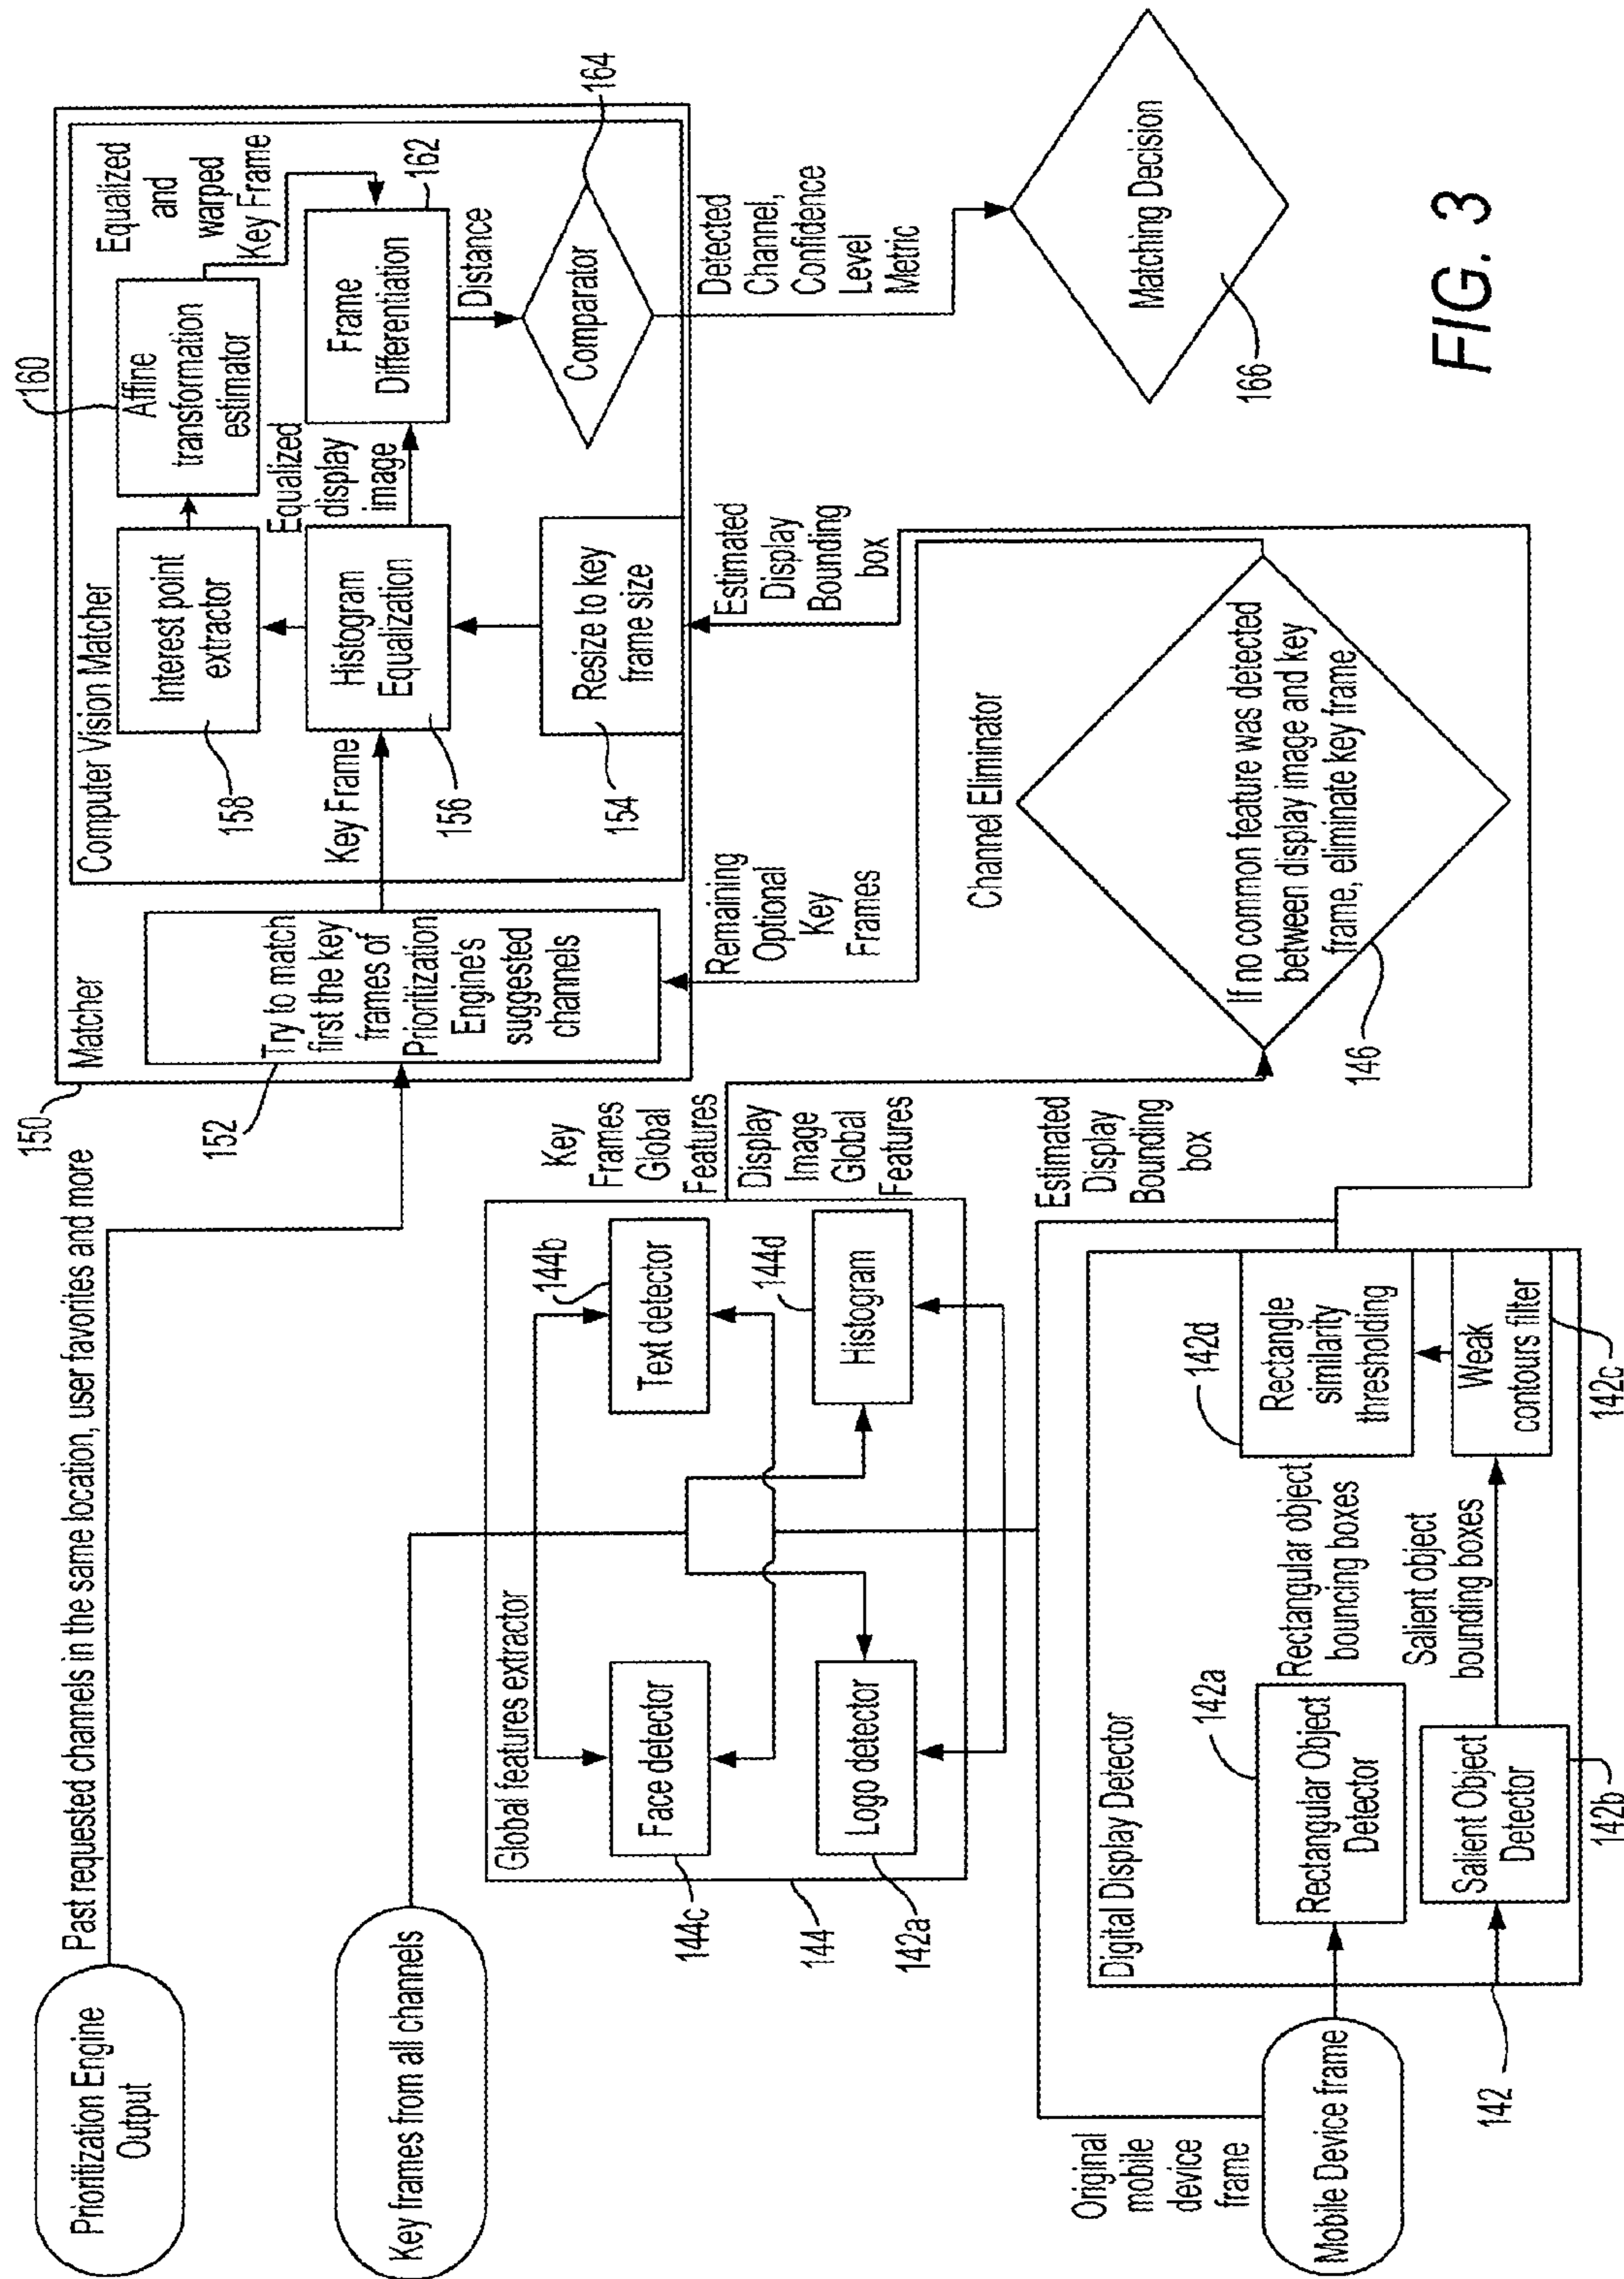 Prioritization Engine
Output
Past requested channels in the same location, user favorites and more
Key frames from all channels
Original
mobile
device
frame
Mobile Device frame
150
Matcher
152
Try to match
first the key
frames of
Prioritization
Engine's
suggested
channels
Computer Vision Matcher
Key Frame
158
Interest point
extractor
160
Affine
transformation
estimator
Equalized
and
warped
Key Frame
156
Histogram
Equalization
Equalized
display
image
Frame
Differentiation
162
154
Resize to key
frame size
Distance
Comparator
164
Global features extractor
Face detector
144c
Text detector
144b
Logo detector
142a
Histogram
144d
144
Key
Frames
Global
Features
Display
Image
Global
Features
Remaining
Optional
Key
Frames
Estimated
Display
Bounding
box
Detected
Channel,
Confidence
Level
Metric
Channel Eliminator
If no common feature was detected
between display image and key
frame, eliminate key frame
146
Matching Decision
166
Estimated
Display
Bounding
box
Digital Display Detector
142a
Rectangular Object
Detector
Rectangular object
bouncing boxes
142d
Rectangle
similarity
thresholding
Salient Object
Detector
142b
Salient object
bounding boxes
Weak
contours filter
142c
142
FIG. 3